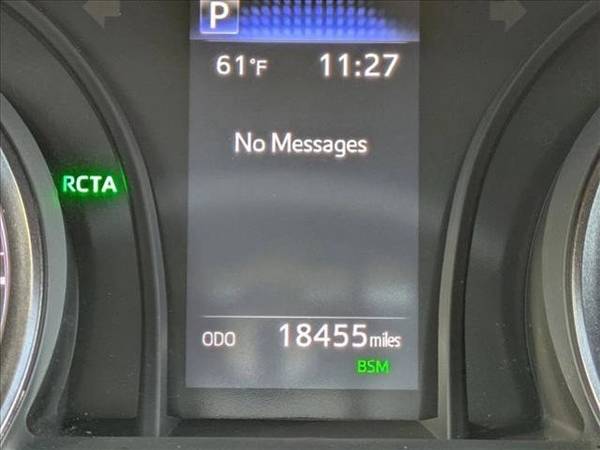 P
61°F 11:27
No Messages
RCTA
ODO 18455 miles
BSM